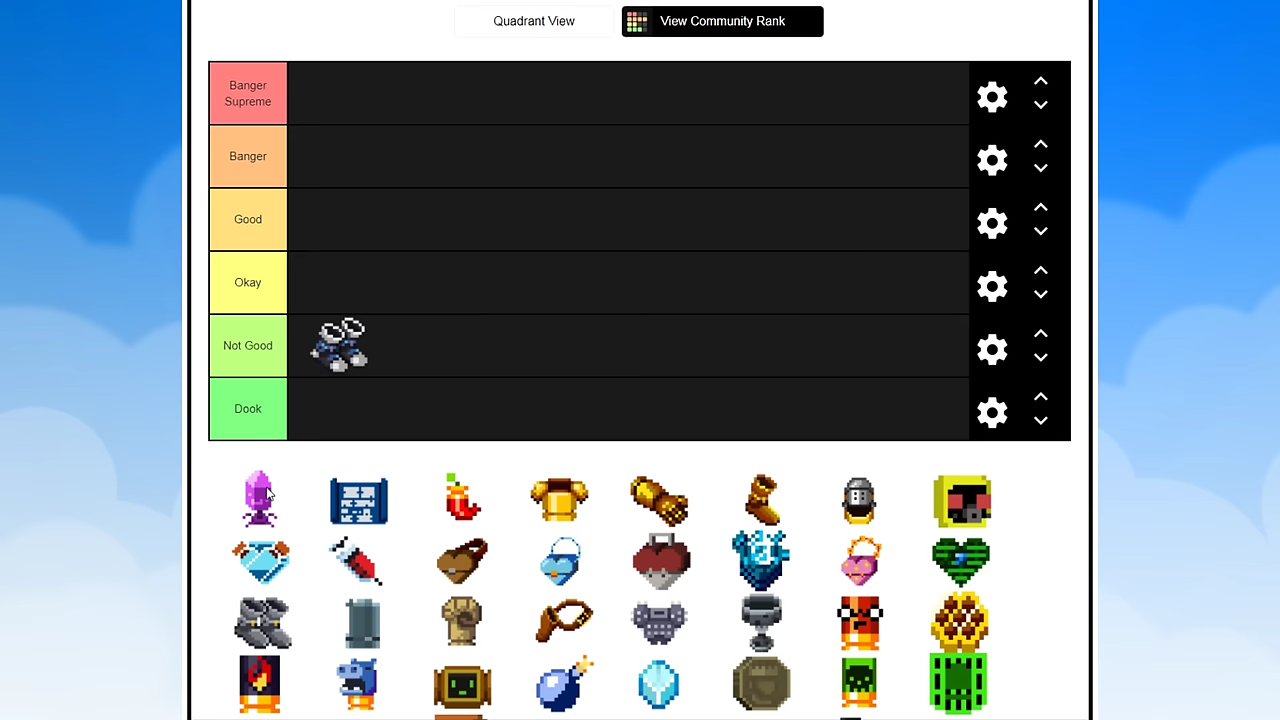 Quadrant View
View Community Rank
Banger
Supreme
Banger
Good
Okay
Not Good
Dook